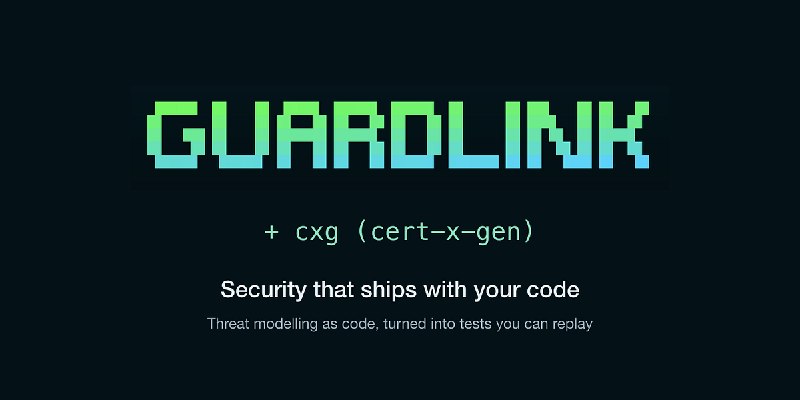 GUARDLINK
+ cxg (cert-x-gen)
Security that ships with your code
Threat modelling as code, turned into tests you can replay